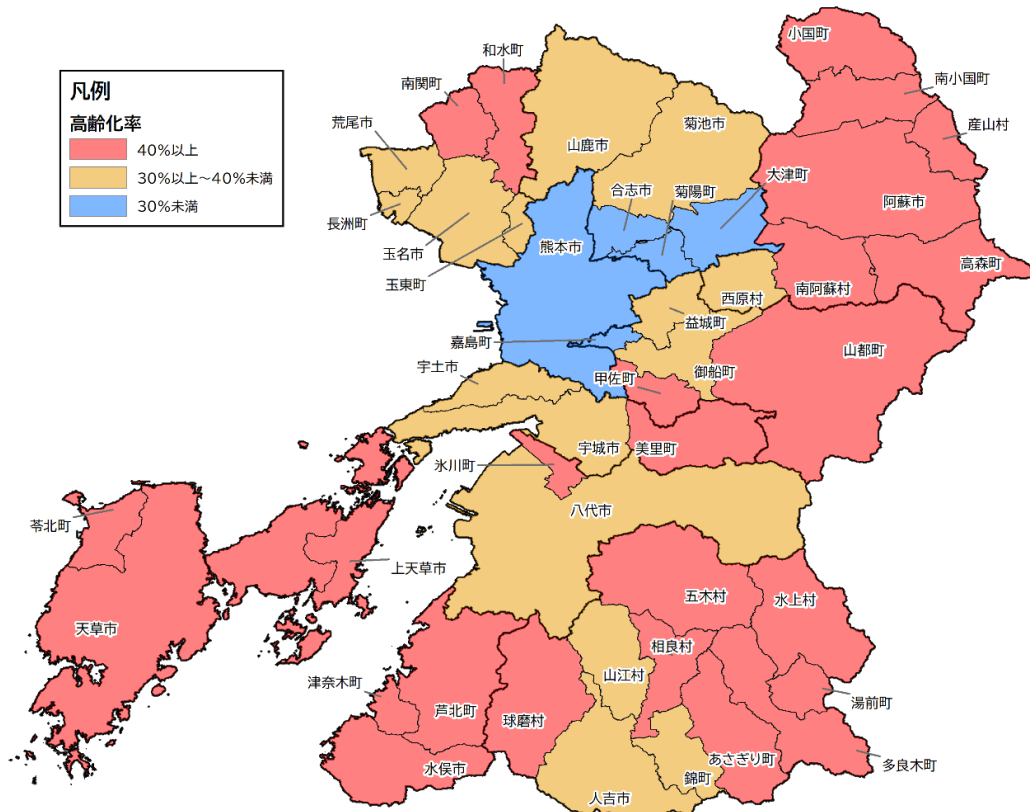 凡例
高齢化率
40%以上
30%以上～40%未満
30%未満
小国町
和水町
南関町
南小国町
荒尾市
菊池市
産山村
山鹿市
大津町
合志市
菊陽町
阿蘇市
長洲町
熊本市
玉名市
高森町
玉東町
南阿蘇村
西原村
益城町
嘉島町
山都町
宇土市
御船町
甲佐町
宇城市
美里町
氷川町
八代市
苓北町
上天草市
五木村
水上村
天草市
相良村
山江村
津奈木町
湯前町
芦北町
球磨村
あさぎり町
多良木町
水俣市
錦町
人吉市